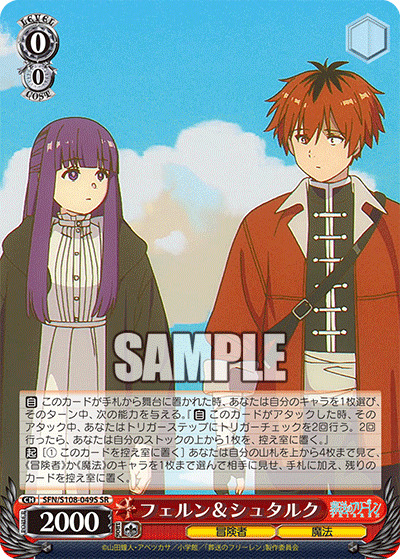 LEVEL
0
0
COST
SAMPLE
自 このカードが手札から舞台に置かれた時、あなたは自分のキャラを1枚選び、
そのターン中、次の能力を与える。『自 このカードがアタックした時、その
アタック中、あなたはトリガーステップにトリガーチェックを2回行う。2回
行ったら、あなたは自分のストックの上から1枚を、控え室に置く。』
起 [① このカードを控え室に置く] あなたは自分の山札を上から4枚まで見て、
《冒険者》か《魔法》のキャラを1枚まで選んで相手に見せ、手札に加え、残りの
カードを控え室に置く。
CH SFN/S108-049S SR
2000
フェルン&シュタルク
葬送のフリーレン
冒険者 魔法
©山田鐘人・アベツカサ/小学館/「葬送のフリーレン」製作委員会